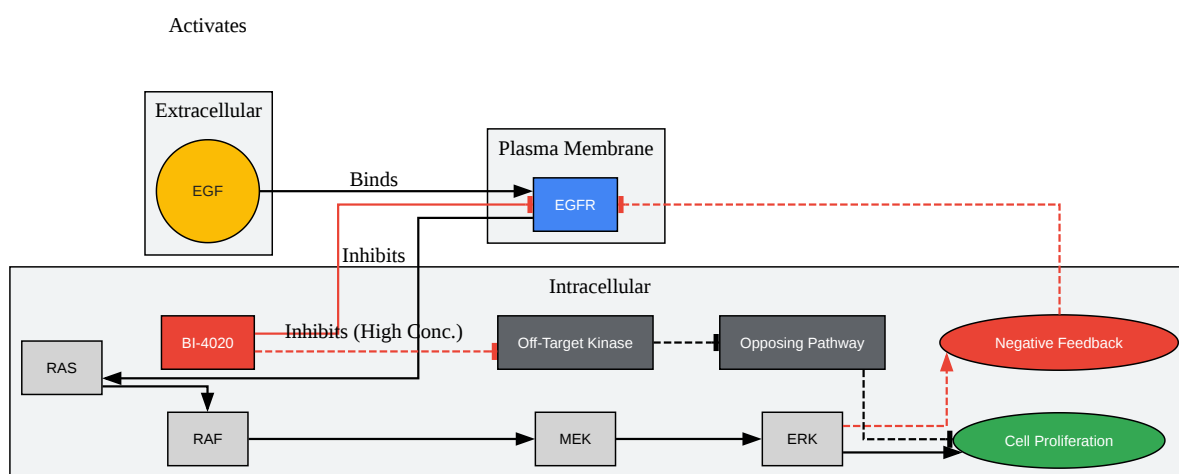 Activates
Extracellular
Plasma Membrane
Binds
EGF
EGFR
Inhibits
Intracellular
Inhibits (High Conc.)
BI-4020
Off-Target Kinase
Opposing Pathway
Negative Feedback
RAS
RAF
MEK
ERK
Cell Proliferation